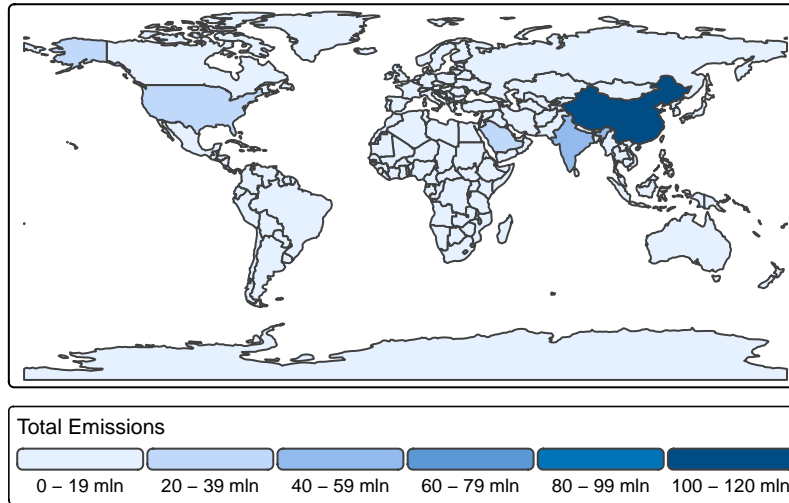 Total Emissions
0 – 19 mln
20 – 39 mln
40 – 59 mln
60 – 79 mln
80 – 99 mln
100 – 120 mln